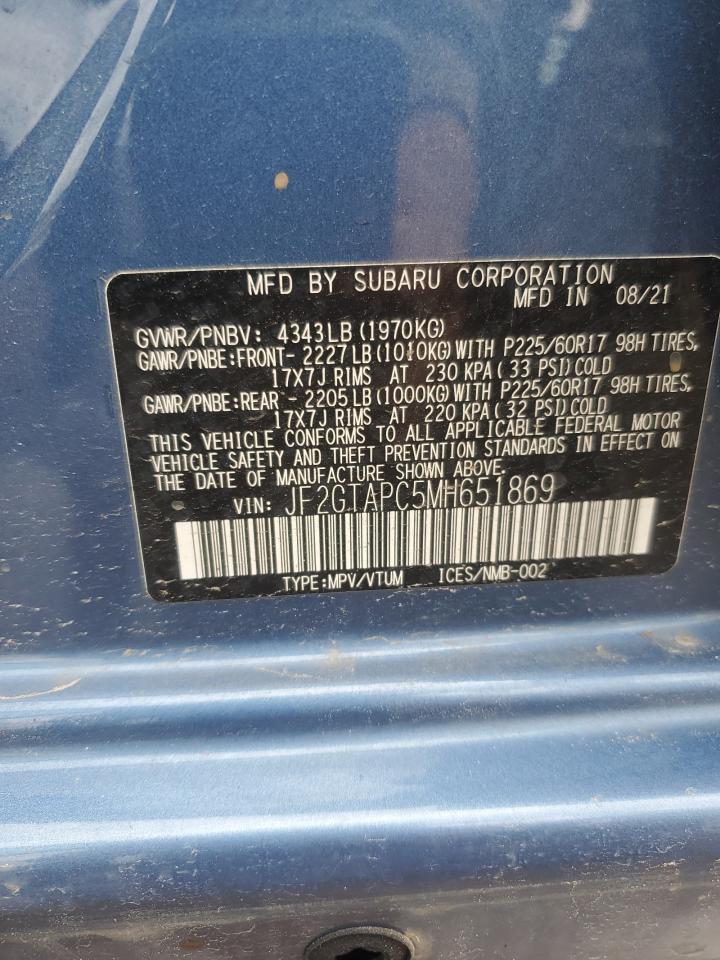 MFD BY SUBARU CORPORATION
MFD IN 08/21
GVWR/PNBV: 4343LB(1970KG)
GAWR/PNBE:FRONT- 2227LB(1010KG)WITH P225/60R17 98H TIRES,
17X7J RIMS AT 230 KPA(33 PSI)COLD
GAWR/PNBE:REAR - 2205LB(1000KG)WITH P225/60R17 98H TIRES,
17X7J RIMS AT 220 KPA(32 PSI)COLD
THIS VEHICLE CONFORMS TO ALL APPLICABLE FEDERAL MOTOR
VEHICLE SAFETY AND THEFT PREVENTION STANDARDS IN EFFECT ON
THE DATE OF MANUFACTURE SHOWN ABOVE.
VIN: JF2GTAPC5MH651869
TYPE:MPV/VTUM ICES/NMB-002